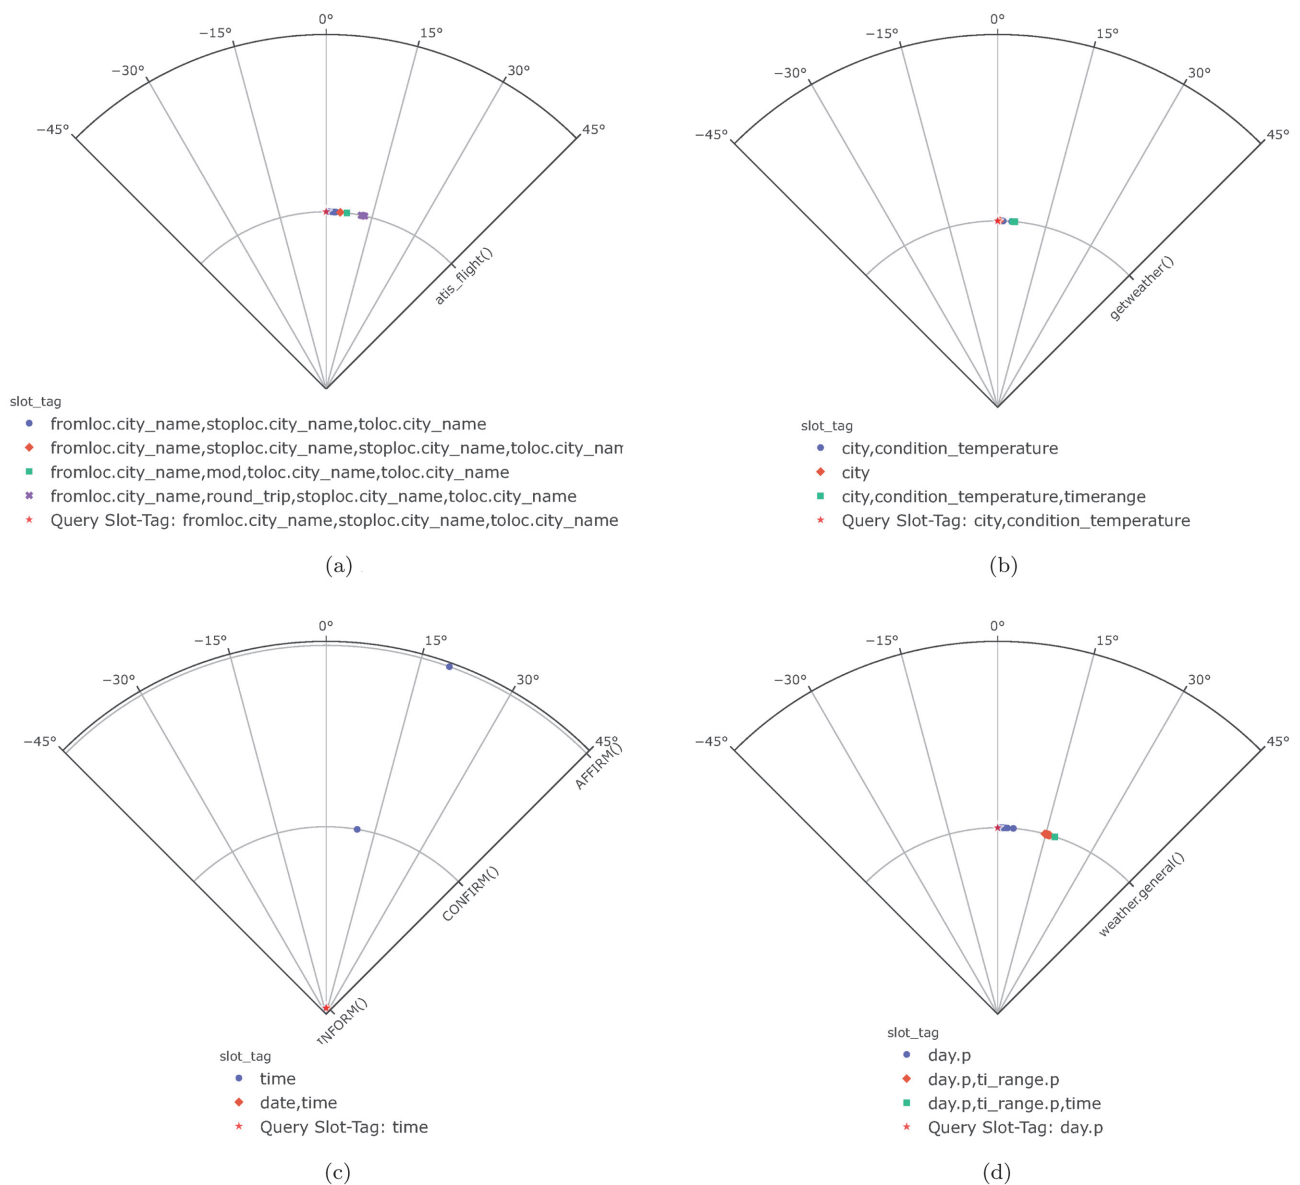 0°
−15°
15°
−30°
30°
−45°
45°
atis_flight()
slot_tag
fromloc.city_name,stoploc.city_name,toloc.city_name
fromloc.city_name,stoploc.city_name,stoploc.city_name,toloc.city_nam
fromloc.city_name,mod,toloc.city_name,toloc.city_name
fromloc.city_name,round_trip,stoploc.city_name,toloc.city_name
Query Slot-Tag: fromloc.city_name,stoploc.city_name,toloc.city_name
(a)
0°
−15°
15°
−30°
30°
−45°
45°
getweather()
slot_tag
city,condition_temperature
city
city,condition_temperature,timerange
Query Slot-Tag: city,condition_temperature
(b)
0°
−15°
15°
−30°
30°
−45°
45°
AFFIRM()
CONFIRM()
INFORM()
slot_tag
time
date,time
Query Slot-Tag: time
(c)
0°
−15°
15°
−30°
30°
−45°
45°
weather.general()
slot_tag
day.p
day.p,ti_range.p
day.p,ti_range.p,time
Query Slot-Tag: day.p
(d)